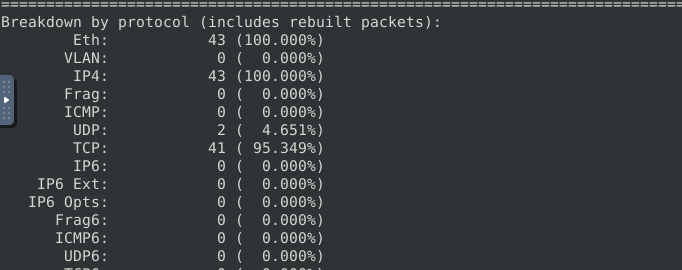 ===========================================================================
Breakdown by protocol (includes rebuilt packets):
        Eth:           43 (100.000%)
       VLAN:            0 (  0.000%)
        IP4:           43 (100.000%)
       Frag:            0 (  0.000%)
       ICMP:            0 (  0.000%)
        UDP:            2 (  4.651%)
        TCP:           41 ( 95.349%)
        IP6:            0 (  0.000%)
    IP6 Ext:            0 (  0.000%)
   IP6 Opts:            0 (  0.000%)
      Frag6:            0 (  0.000%)
      ICMP6:            0 (  0.000%)
       UDP6:            0 (  0.000%)